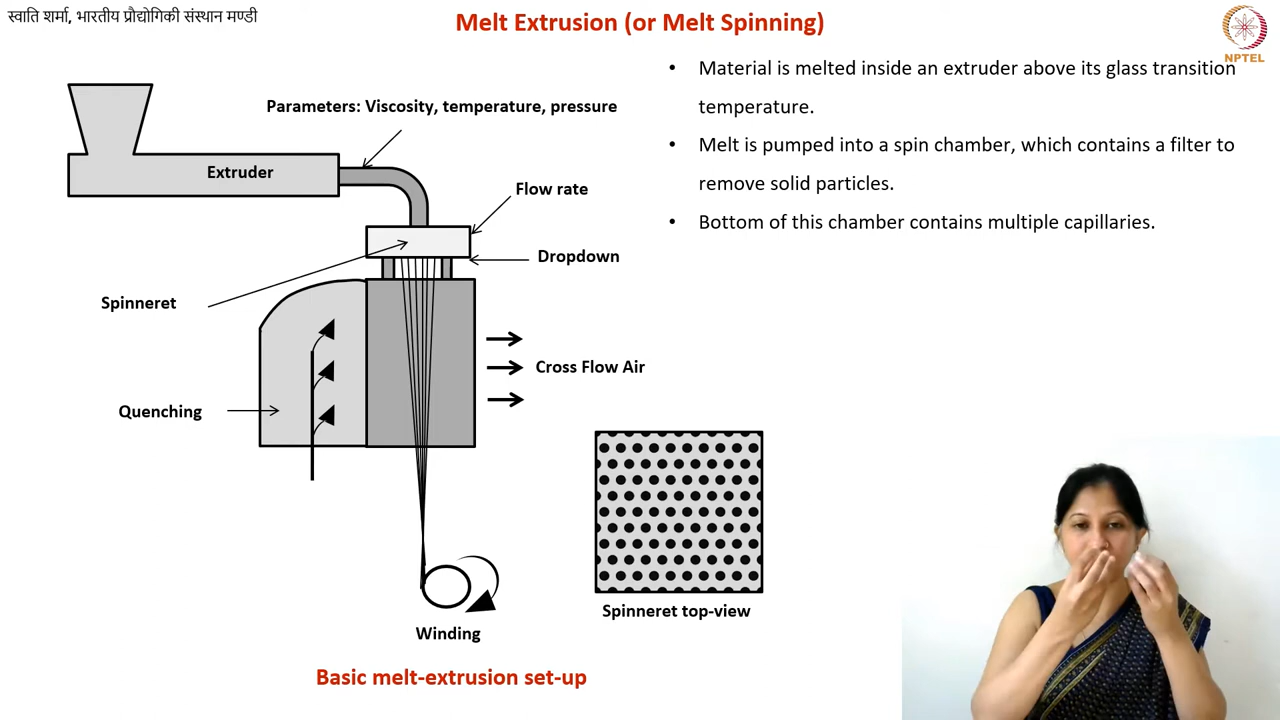 स्वाति शर्मा, भारतीय प्रौद्योगिकी संस्थान मण्डी
Melt Extrusion (or Melt Spinning)
NPTEL
Parameters: Viscosity, temperature, pressure
Extruder
Flow rate
Dropdown
Spinneret
Cross Flow Air
Quenching
Spinneret top-view
Winding
Basic melt-extrusion set-up
• Material is melted inside an extruder above its glass transition
temperature.
• Melt is pumped into a spin chamber, which contains a filter to
remove solid particles.
• Bottom of this chamber contains multiple capillaries.